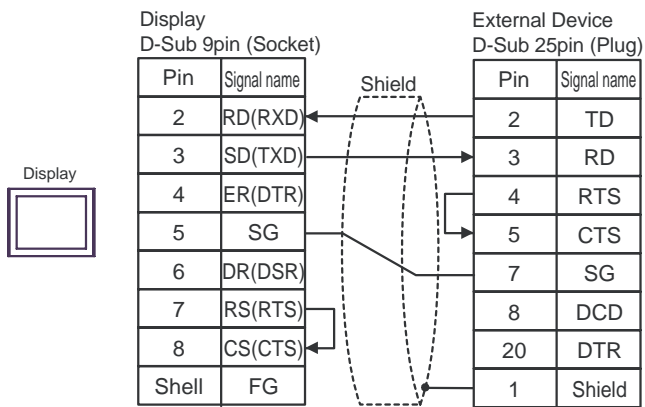 Display
D-Sub 9pin (Socket)
External Device
D-Sub 25pin (Plug)
Pin Signal name
Shield
Pin Signal name
2 RD(RXD)
2 TD
3 SD(TXD)
3 RD
Display
4 ER(DTR)
4 RTS
5 SG
5 CTS
6 DR(DSR)
7 SG
7 RS(RTS)
8 DCD
8 CS(CTS)
20 DTR
Shell FG
1 Shield